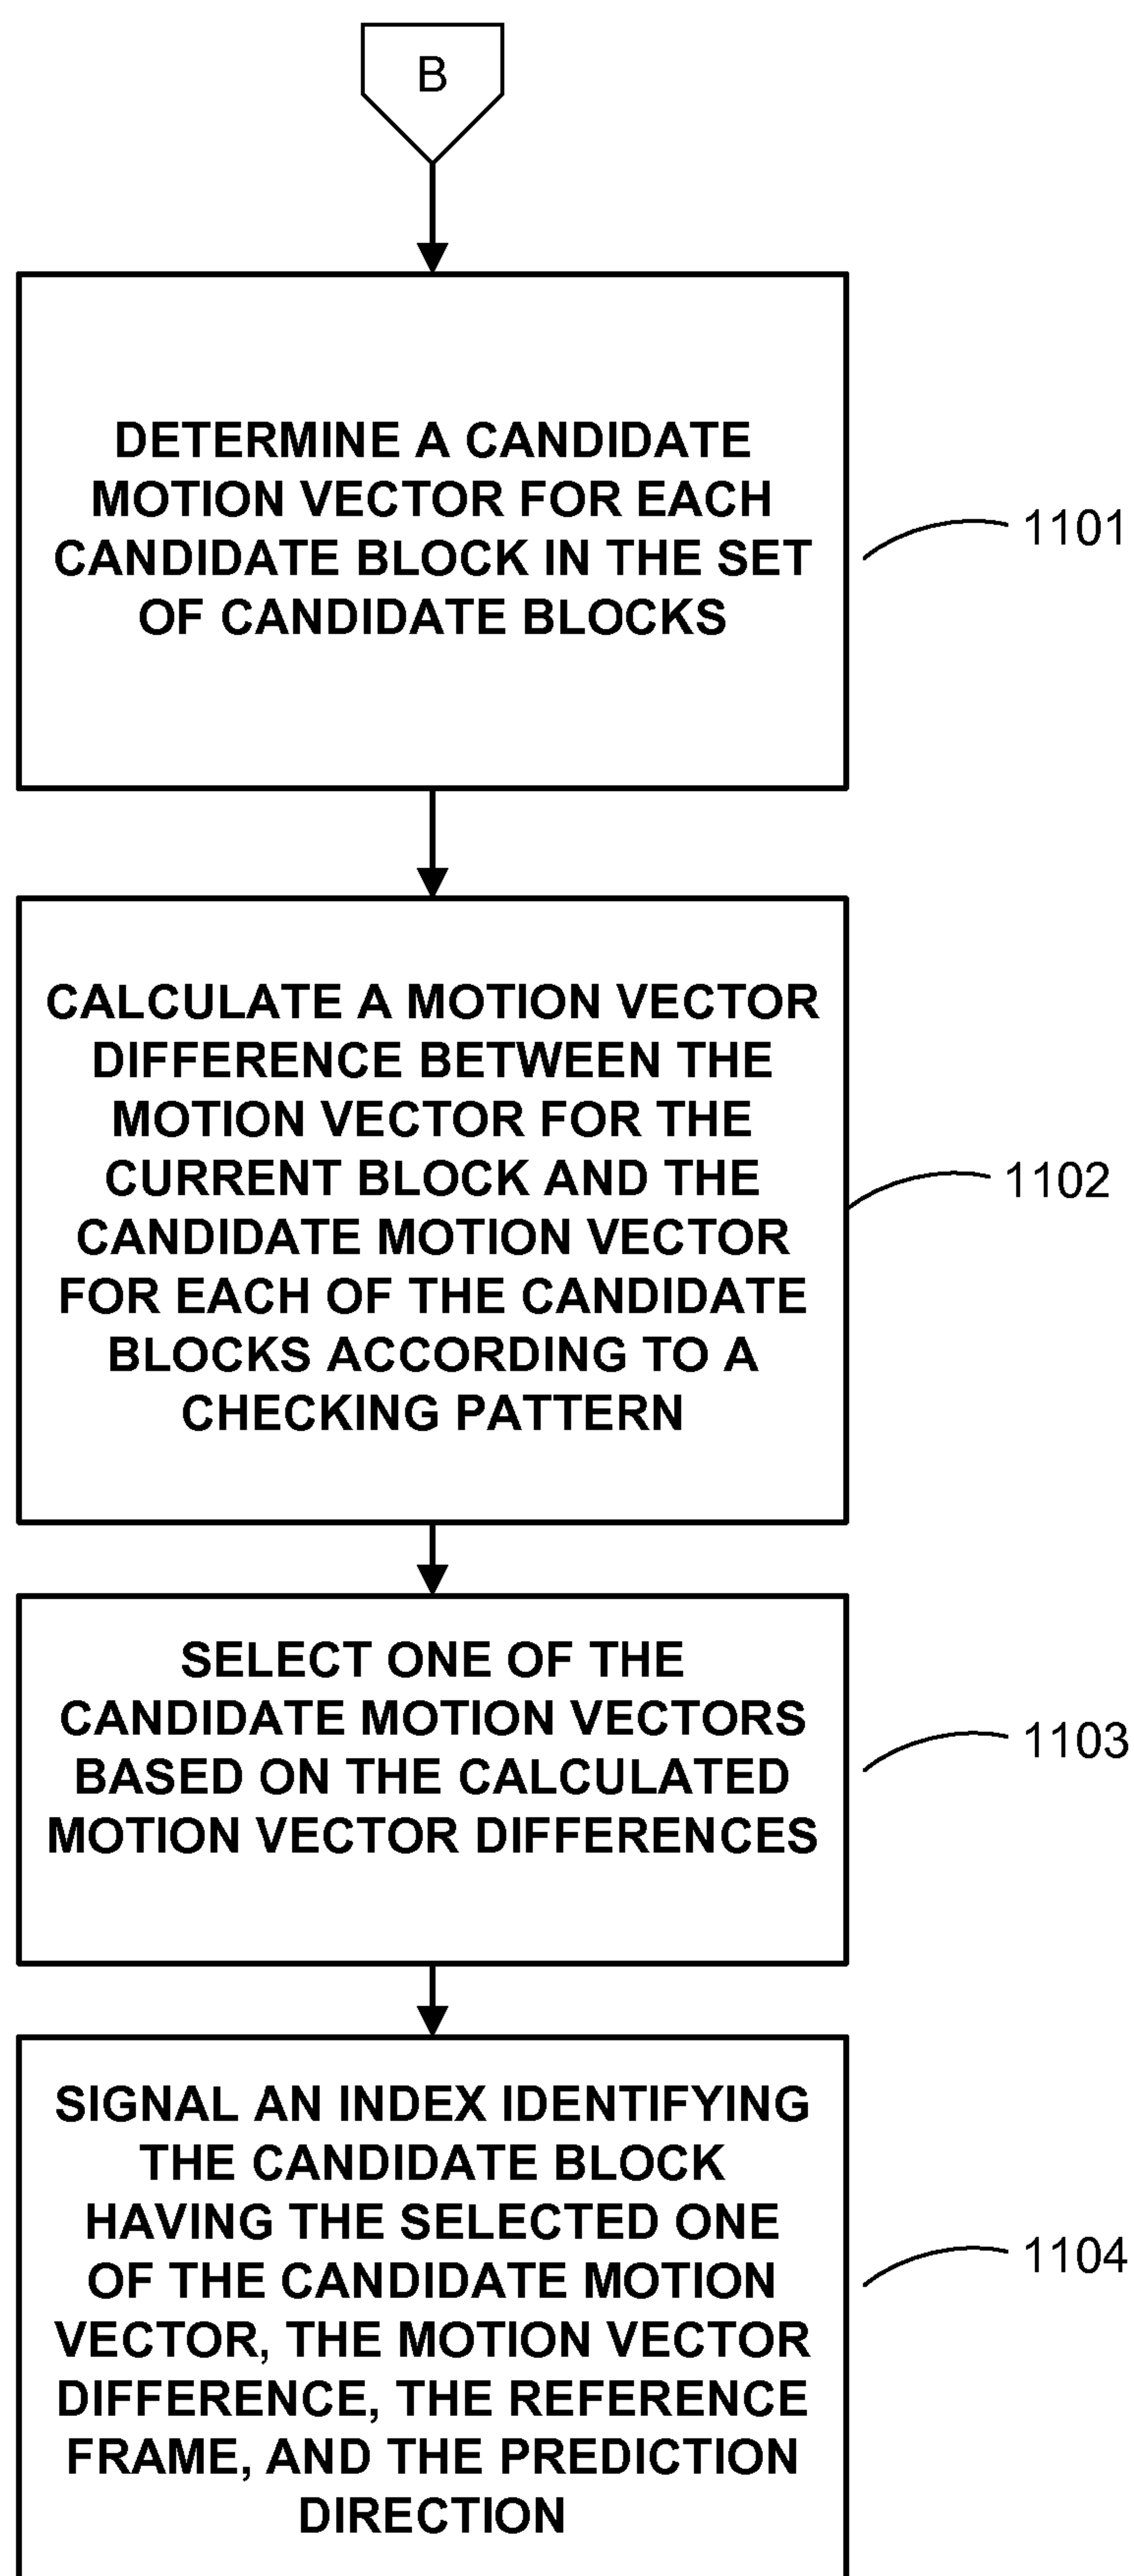 B
DETERMINE A CANDIDATE
MOTION VECTOR FOR EACH
CANDIDATE BLOCK IN THE SET
OF CANDIDATE BLOCKS
1101
CALCULATE A MOTION VECTOR
DIFFERENCE BETWEEN THE
MOTION VECTOR FOR THE
CURRENT BLOCK AND THE
CANDIDATE MOTION VECTOR
FOR EACH OF THE CANDIDATE
BLOCKS ACCORDING TO A
CHECKING PATTERN
1102
SELECT ONE OF THE
CANDIDATE MOTION VECTORS
BASED ON THE CALCULATED
MOTION VECTOR DIFFERENCES
1103
SIGNAL AN INDEX IDENTIFYING
THE CANDIDATE BLOCK
HAVING THE SELECTED ONE
OF THE CANDIDATE MOTION
VECTOR, THE MOTION VECTOR
DIFFERENCE, THE REFERENCE
FRAME, AND THE PREDICTION
DIRECTION
1104